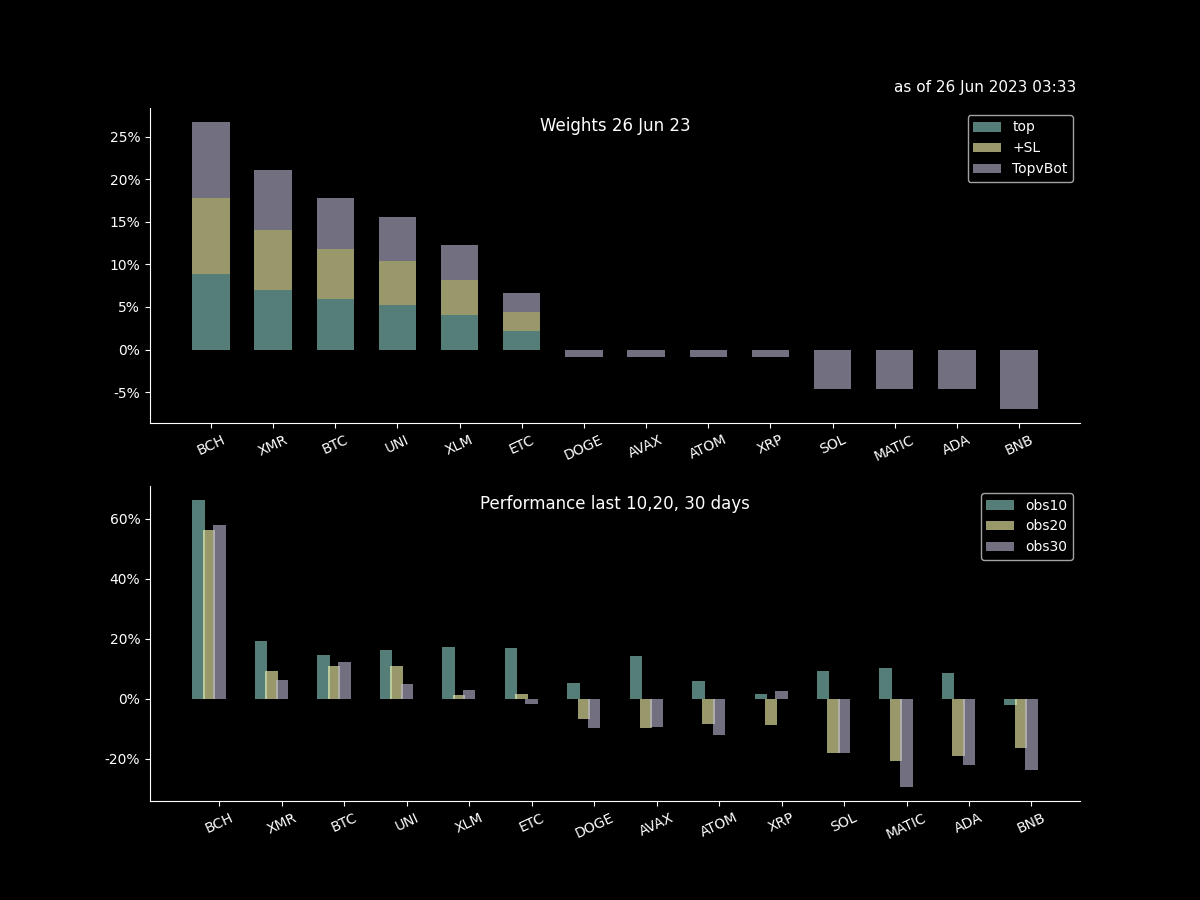 as of 26 Jun 2023 03:33
Weights 26 Jun 23
top
+SL
TopvBot
25%
20%
15%
10%
5%
0%
-5%
BCH XMR BTC UNI XLM ETC DOGE AVAX ATOM XRP SOL MATIC ADA BNB
Performance last 10,20, 30 days
obs10
obs20
obs30
60%
40%
20%
0%
-20%
BCH XMR BTC UNI XLM ETC DOGE AVAX ATOM XRP SOL MATIC ADA BNB